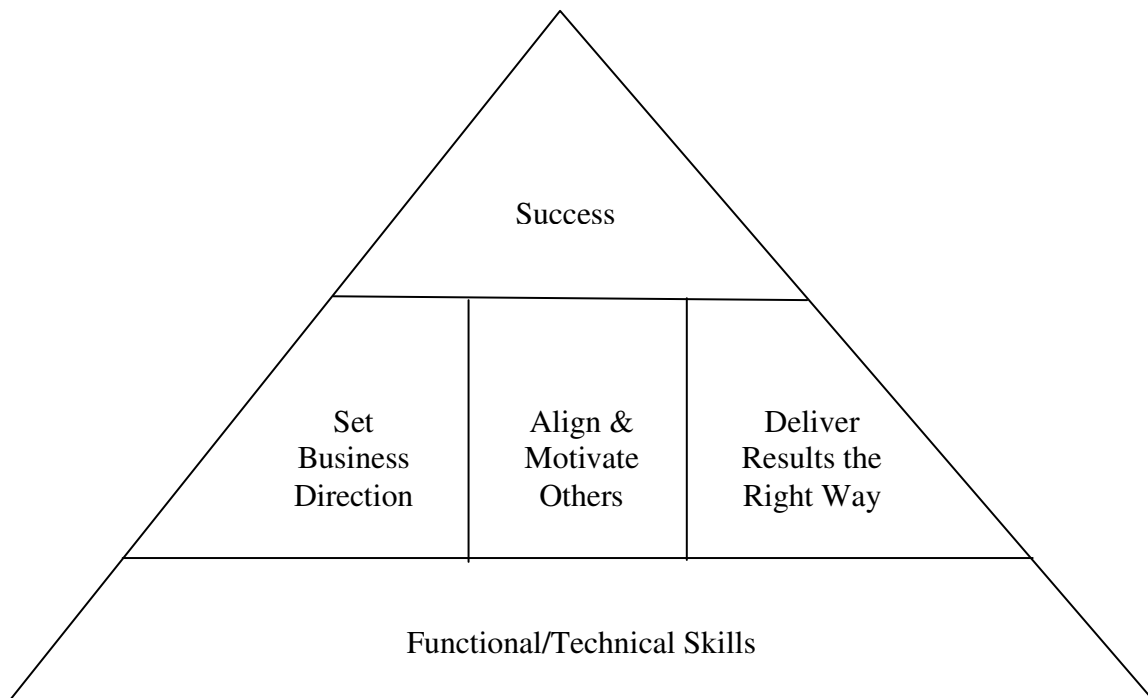 Success
Set
Business
Direction
Align &
Motivate
Others
Deliver
Results the
Right Way
Functional/Technical Skills